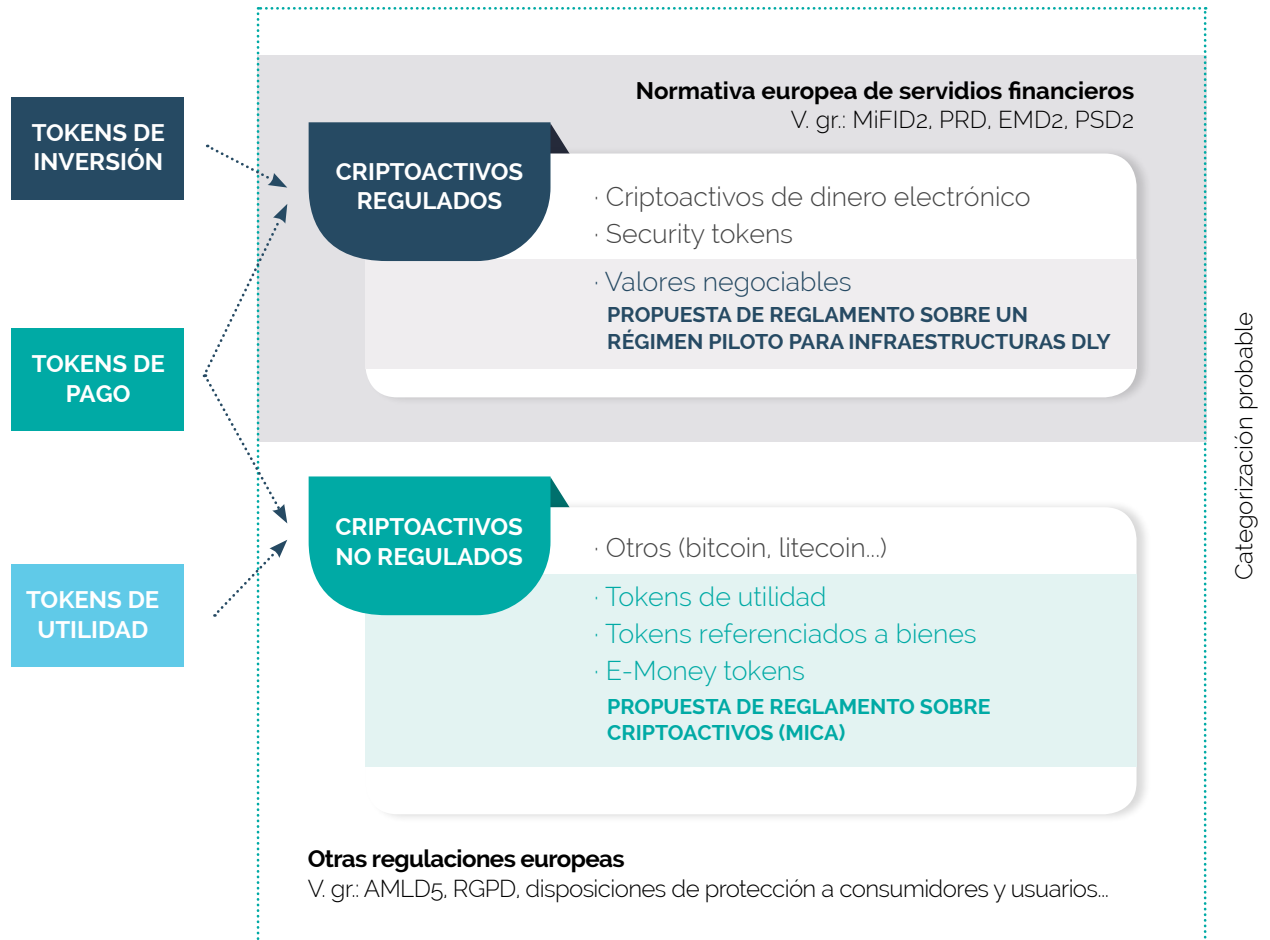 Normativa europea de servidios financieros
V. gr.: MiFID2, PRD, EMD2, PSD2
TOKENS DE
INVERSIÓN
CRIPTOACTIVOS
REGULADOS
· Criptoactivos de dinero electrónico
· Security tokens
· Valores negociables
PROPUESTA DE REGLAMENTO SOBRE UN
RÉGIMEN PILOTO PARA INFRAESTRUCTURAS DLY
TOKENS DE
PAGO
Categorización probable
CRIPTOACTIVOS
NO REGULADOS
· Otros (bitcoin, litecoin...)
· Tokens de utilidad
· Tokens referenciados a bienes
· E-Money tokens
PROPUESTA DE REGLAMENTO SOBRE
CRIPTOACTIVOS (MICA)
TOKENS DE
UTILIDAD
Otras regulaciones europeas
V. gr.: AMLD5, RGPD, disposiciones de protección a consumidores y usuarios...